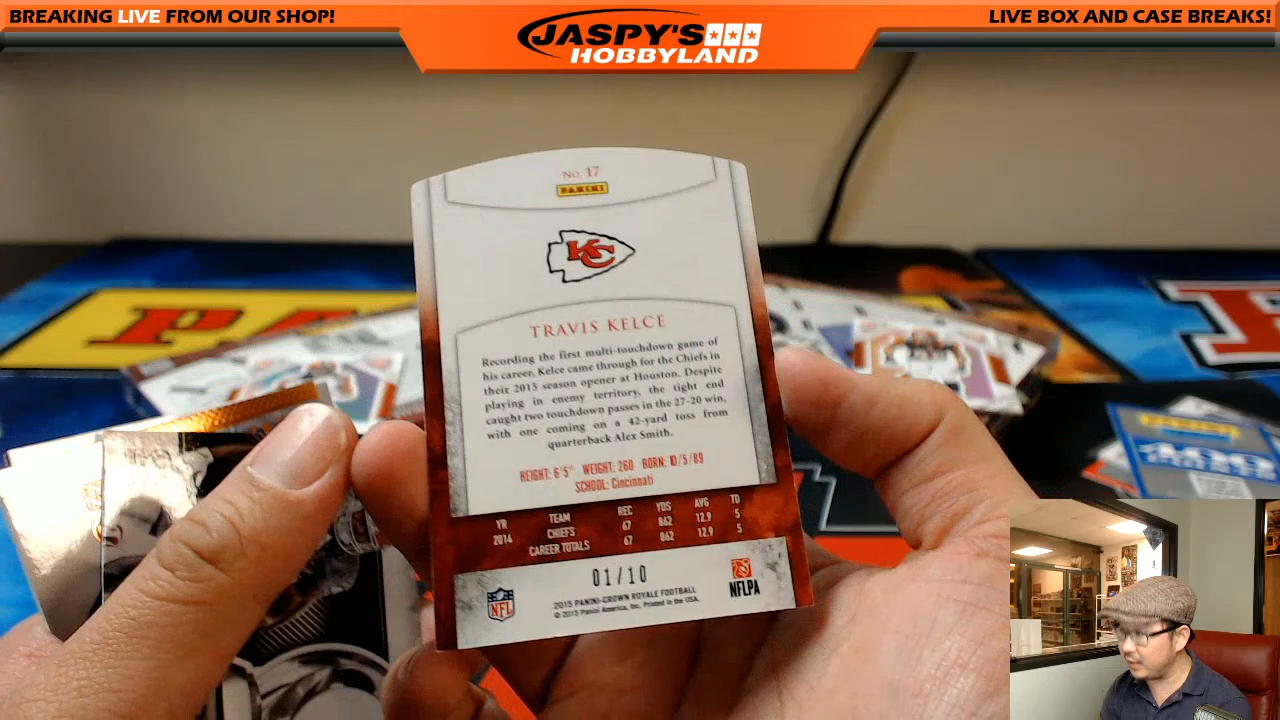 BREAKING LIVE FROM OUR SHOP!
JASPY'S
HOBBYLAND
LIVE BOX AND CASE BREAKS!
No. 17
PANINI
KC
TRAVIS KELCE
Recording the first multi-touchdown game of
his career, Kelce came through for the Chiefs in
their 2015 season opener at Houston. Despite
playing in enemy territory, the tight end
caught two touchdown passes in the 27-20 win,
with one coming on a 42-yard toss from
quarterback Alex Smith.
HEIGHT: 6'5" WEIGHT: 260 BORN: 10/5/89
SCHOOL: Cincinnati
YR TEAM REC YDS AVG TD
2014 CHIEFS 67 862 12.9 5
CAREER TOTALS 67 862 12.9 5
01/10
NFL
2015 PANINI-CROWN ROYALE FOOTBALL
© 2015 Panini America, Inc. Printed in the USA.
NFLPA